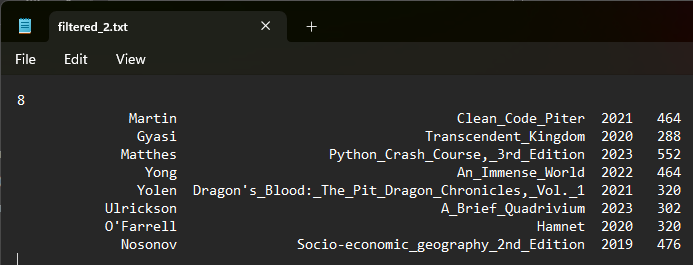 filtered_2.txt
File Edit View
8
Martin Clean_Code_Piter 2021 464
Gyasi Transcendent_Kingdom 2020 288
Matthes Python_Crash_Course,_3rd_Edition 2023 552
Yong An_Immense_World 2022 464
Yolen Dragon's_Blood:_The_Pit_Dragon_Chronicles,_Vol._1 2021 320
Ulrickson A_Brief_Quadrivium 2023 302
O'Farrell Hamnet 2020 320
Nosonov Socio-economic_geography_2nd_Edition 2019 476